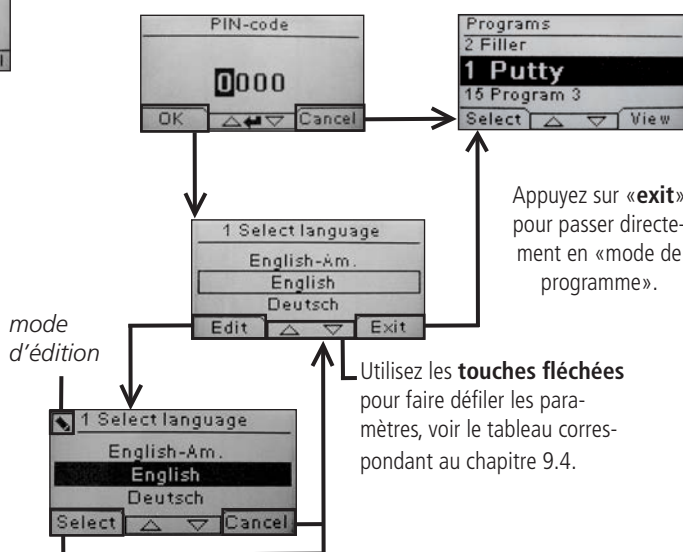 PIN-code
0000
OK
Cancel
Programs
2 Filler
1 Putty
15 Program 3
Select
View
Appuyez sur «exit»
pour passer directe-
ment en «mode de
programme».
1 Select language
English-Am.
English
Deutsch
Edit
Exit
mode
d'édition
Utilisez les touches fléchées
pour faire défiler les para-
mètres, voir le tableau corres-
pondant au chapitre 9.4.
1 Select language
English-Am.
English
Deutsch
Select
Cancel